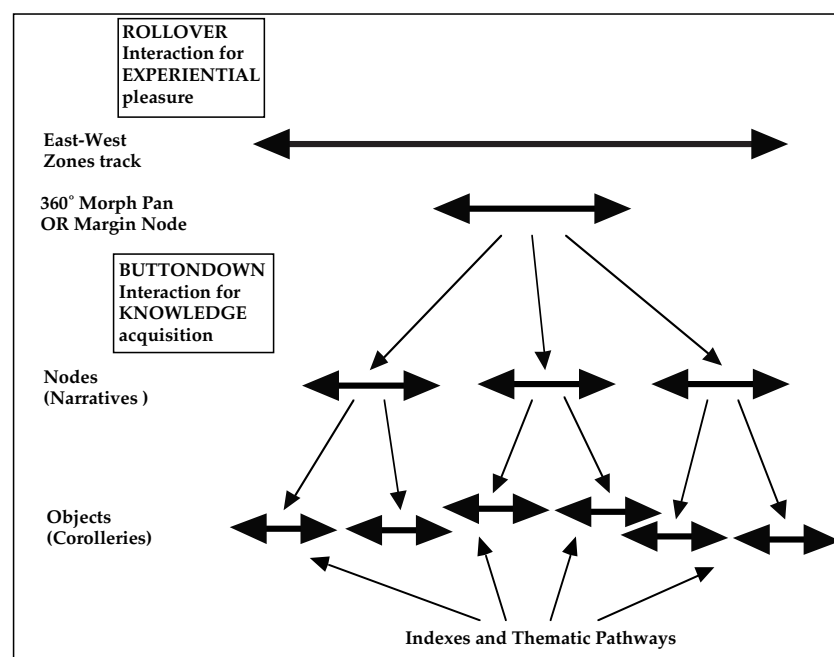 ROLLOVER
Interaction for
EXPERIENTIAL
pleasure
East-West
Zones track
360° Morph Pan
OR Margin Node
BUTTONDOWN
Interaction for
KNOWLEDGE
acquisition
Nodes
(Narratives )
Objects
(Corolleries)
Indexes and Thematic Pathways